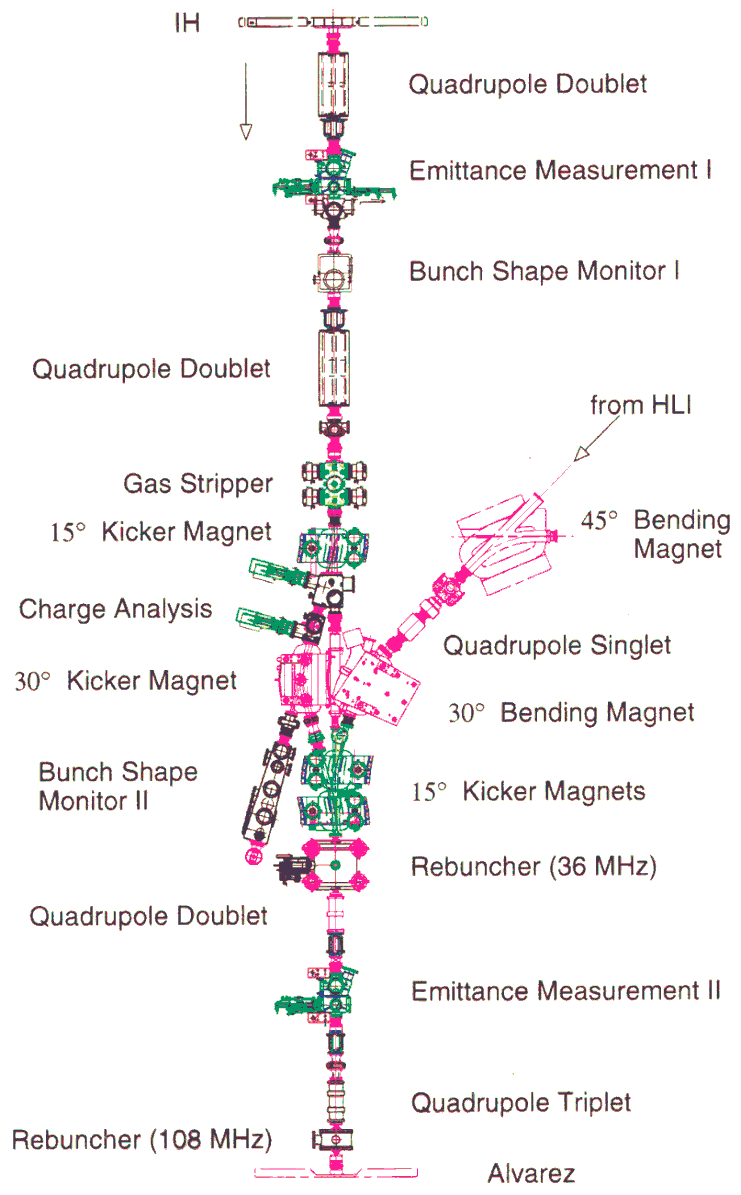 IH
Quadrupole Doublet
Emittance Measurement I
Bunch Shape Monitor I
Quadrupole Doublet
from HLI
Gas Stripper
45° Bending
Magnet
15° Kicker Magnet
Charge Analysis
Quadrupole Singlet
30° Kicker Magnet
30° Bending Magnet
Bunch Shape
Monitor II
15° Kicker Magnets
Rebuncher (36 MHz)
Quadrupole Doublet
Emittance Measurement II
Quadrupole Triplet
Rebuncher (108 MHz)
Alvarez